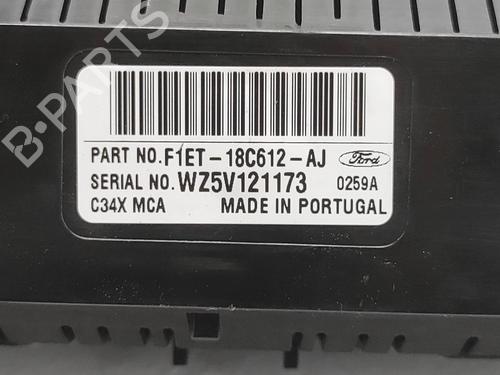 B-PARTS
PART NO. F1ET-18C612-AJ Ford
SERIAL NO. WZ5V121173 0259A
C34X MCA MADE IN PORTUGAL